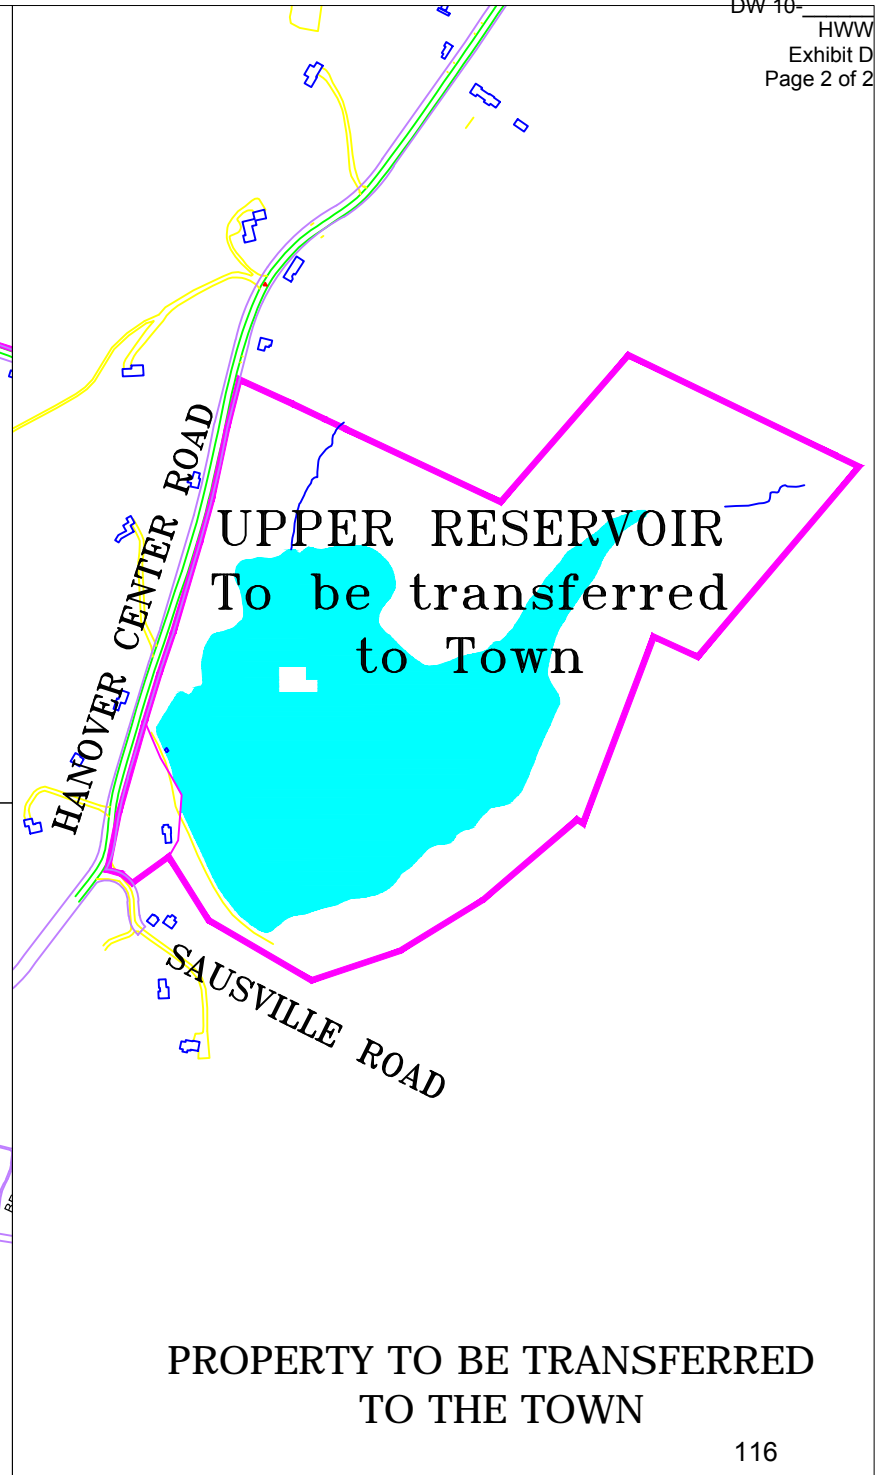 DW 10-______
HWW
Exhibit D
Page 2 of 2
HANOVER CENTER ROAD
UPPER RESERVOIR
To be transferred
to Town
SAUSVILLE ROAD
PROPERTY TO BE TRANSFERRED
TO THE TOWN
116